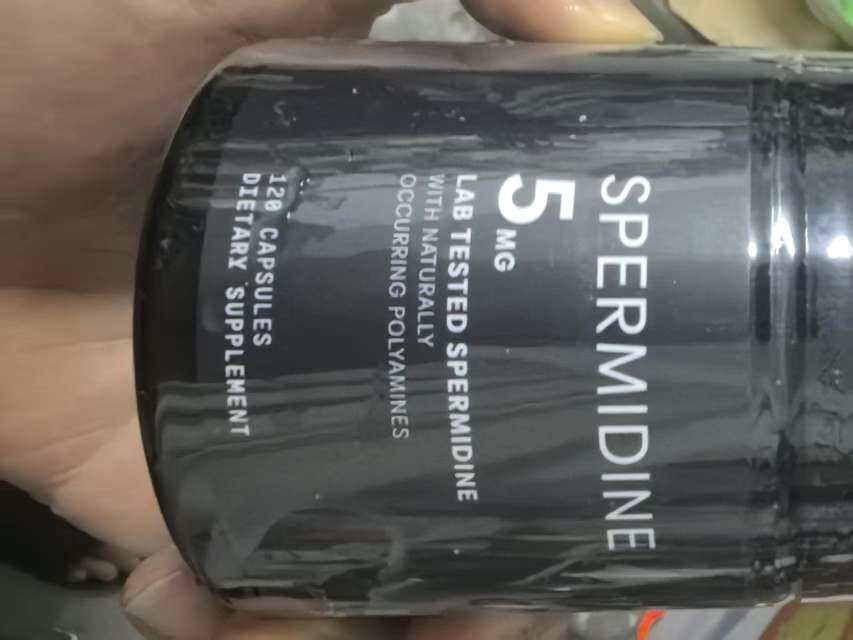 SPERMIDINE
5 MG
LAB TESTED SPERMIDINE
WITH NATURALLY
OCCURRING POLYAMINES
120 CAPSULES
DIETARY SUPPLEMENT